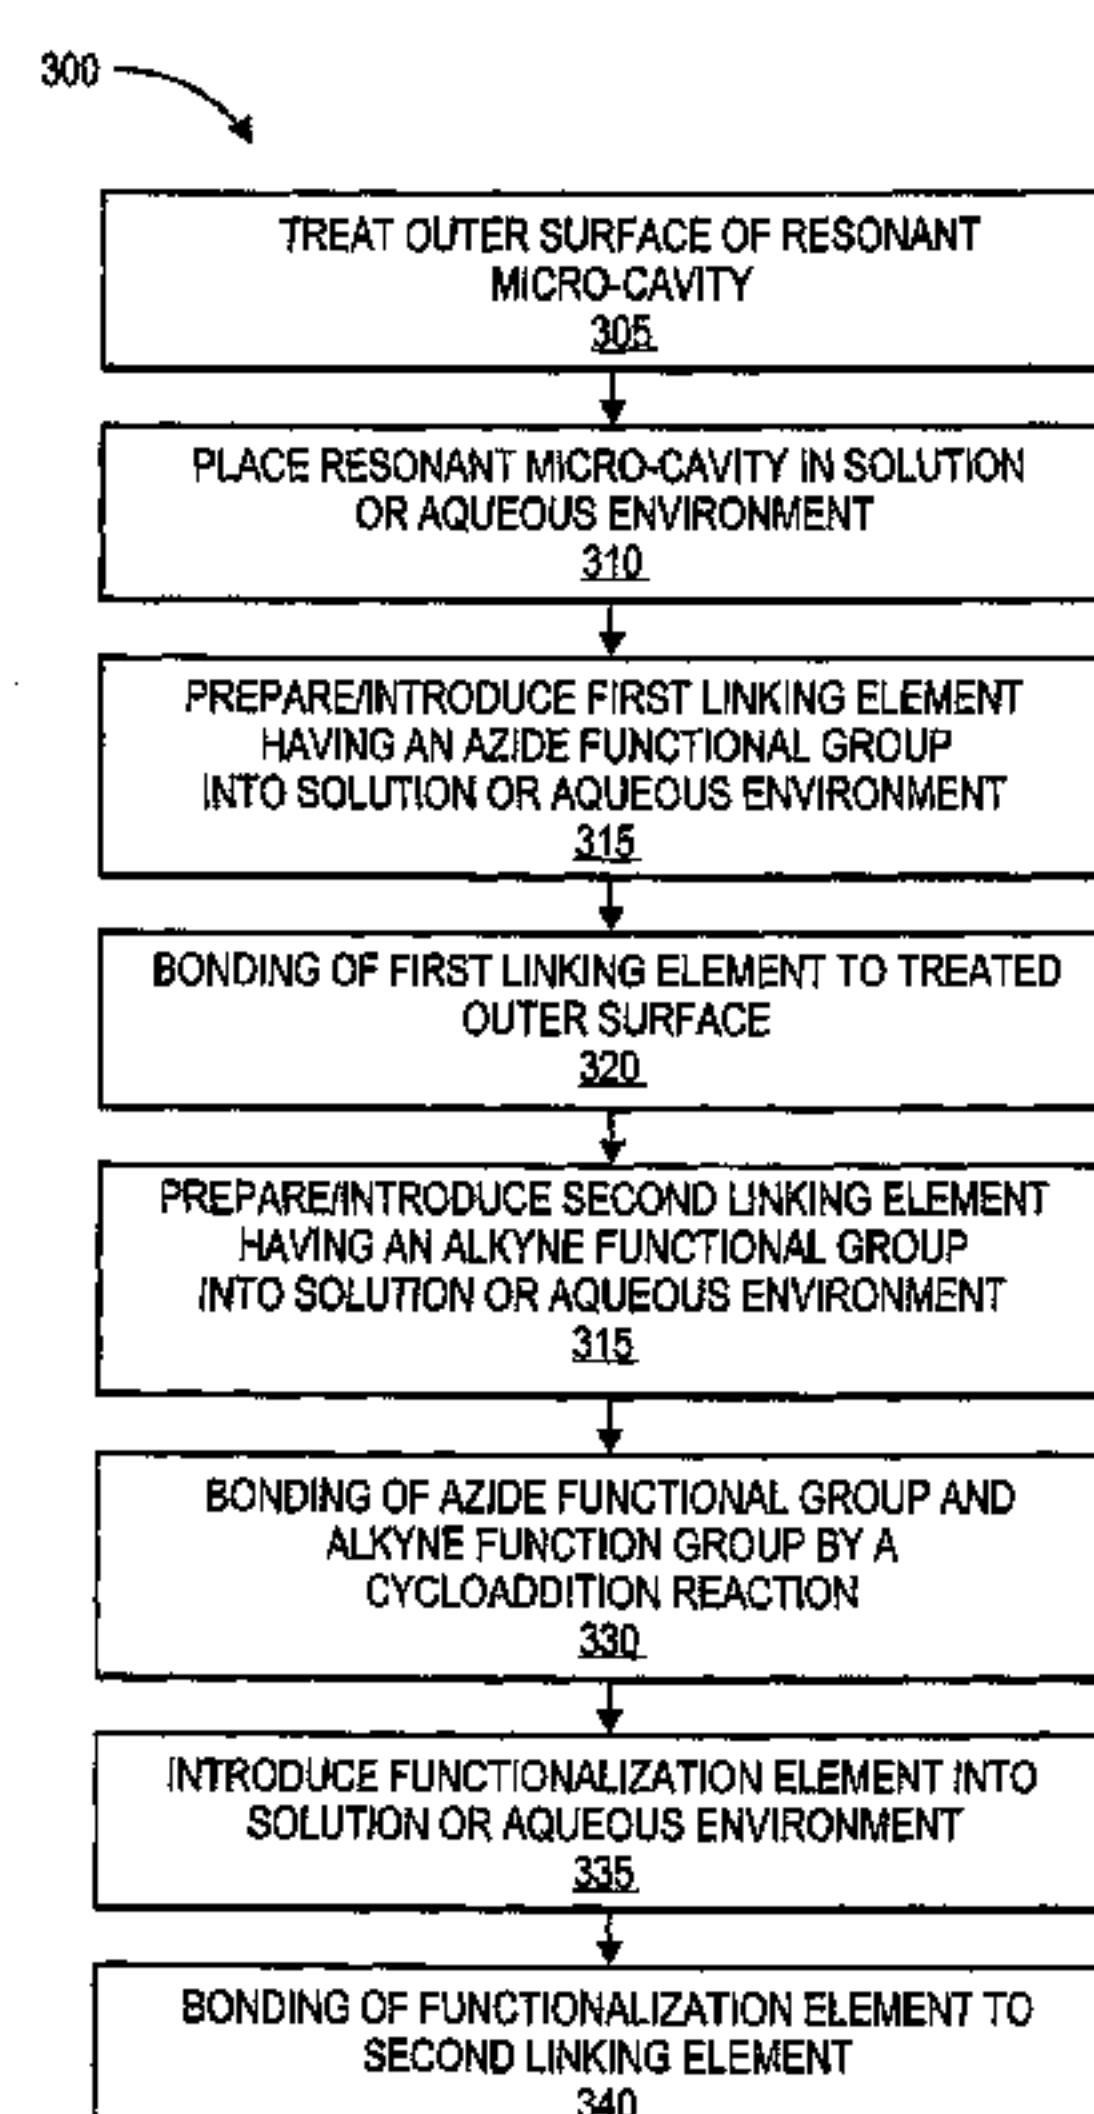 300
TREAT OUTER SURFACE OF RESONANT
MICRO-CAVITY
305
PLACE RESONANT MICRO-CAVITY IN SOLUTION
OR AQUEOUS ENVIRONMENT
310
PREPARE/INTRODUCE FIRST LINKING ELEMENT
HAVING AN AZIDE FUNCTIONAL GROUP
INTO SOLUTION OR AQUEOUS ENVIRONMENT
315
BONDING OF FIRST LINKING ELEMENT TO TREATED
OUTER SURFACE
320
PREPARE/INTRODUCE SECOND LINKING ELEMENT
HAVING AN ALKYNE FUNCTIONAL GROUP
INTO SOLUTION OR AQUEOUS ENVIRONMENT
315
BONDING OF AZIDE FUNCTIONAL GROUP AND
ALKYNE FUNCTION GROUP BY A
CYCLOADDITION REACTION
330
INTRODUCE FUNCTIONALIZATION ELEMENT INTO
SOLUTION OR AQUEOUS ENVIRONMENT
335
BONDING OF FUNCTIONALIZATION ELEMENT TO
SECOND LINKING ELEMENT
340